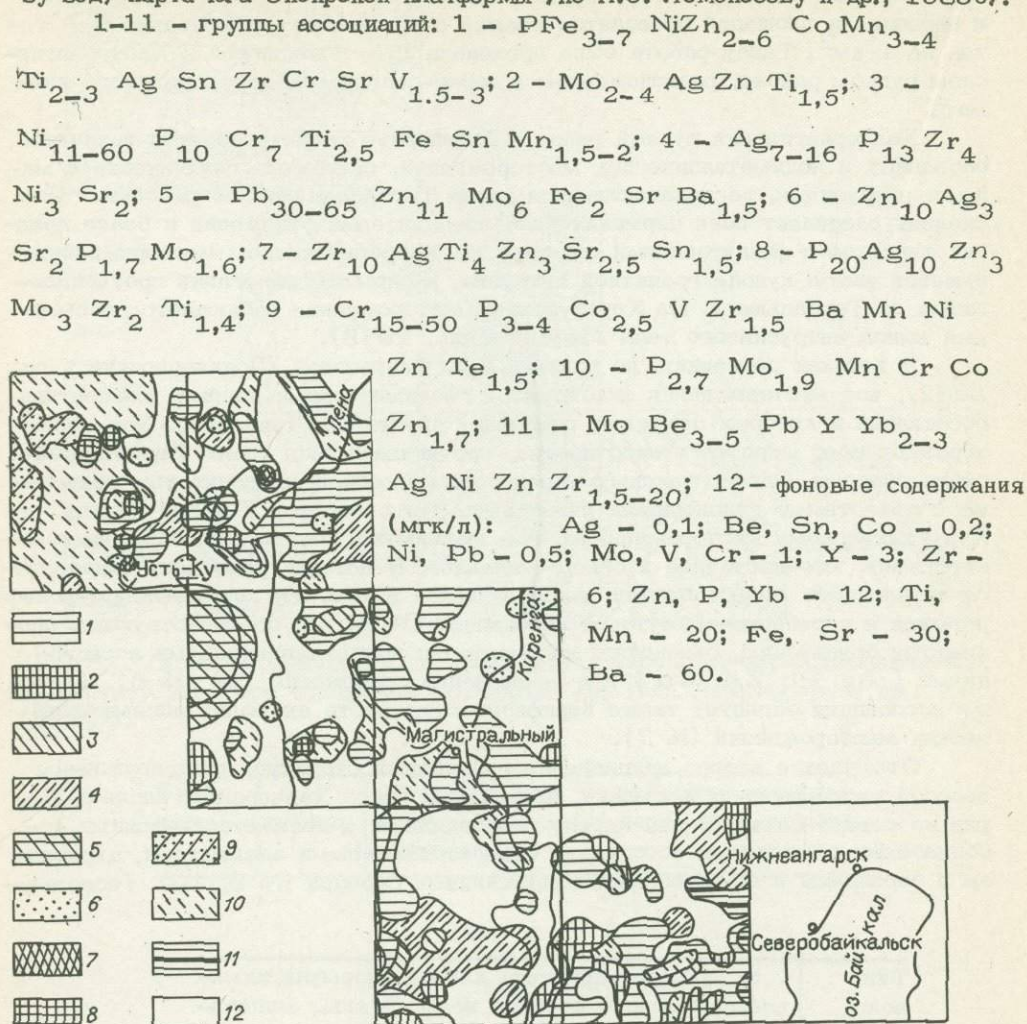 1-11 – группы ассоциаций: 1 – PFe3–7 NiZn2–6 CoMn3–4
Ti2–3 Ag Sn Zr Cr Sr V1.5–3; 2 – Mo2–4 Ag Zn Ti1,5; 3 –
Ni11–60 P10 Cr7 Ti2,5 Fe Sn Mn1,5–2; 4 – Ag7–16 P13 Zr4
Ni3 Sr2; 5 – Pb30–65 Zn11 Mo6 Fe2 Sr Ba1,5; 6 – Zn10 Ag3
Sr2 P1,7 Mo1,6; 7 – Zr10 Ag Ti4 Zn3 Sr2,5 Sn1,5; 8 – P20Ag10 Zn3
Mo3 Zr2 Ti1,4; 9 – Cr15–50 P3–4 Co2,5 V Zr1,5 Ba Mn Ni
Zn Te1,5; 10 – P2,7 Mo1,9 Mn Cr Co
Zn1,7; 11 – Mo Be3–5 Pb Y Yb2–3
Ag Ni Zn Zr1,5–20; 12– фоновые содержания
(мгк/л): Ag – 0,1; Be, Sn, Co – 0,2;
Ni, Pb – 0,5; Mo, V, Cr – 1; Y – 3; Zr –
6; Zn, P, Yb – 12; Ti,
Mn – 20; Fe, Sr – 30;
Ba – 60.
Лена
Усть-Кут
Киренга
Магистральный
Нижнеангарск
Северобайкальск
оз. Байкал
1
2
3
4
5
6
7
8
9
10
11
12